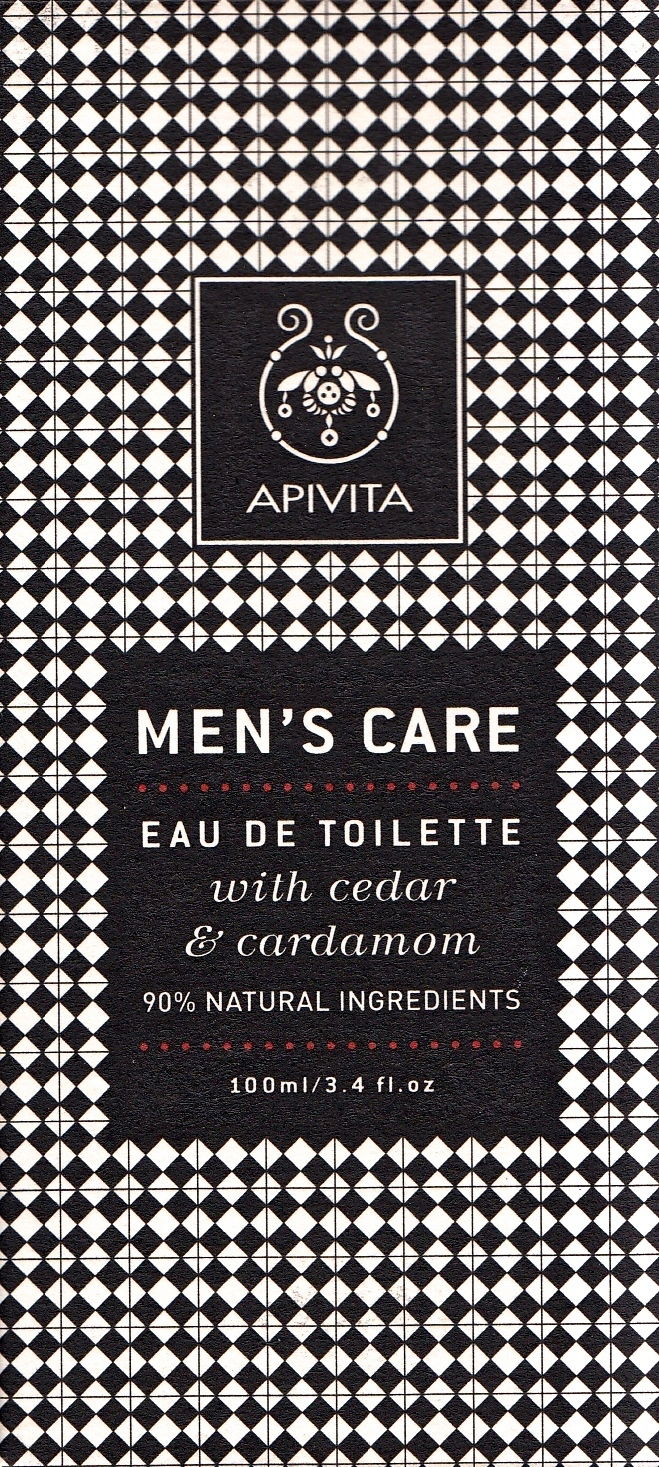 APIVITA
MEN'S CARE
EAU DE TOILETTE
with cedar
& cardamom
90% NATURAL INGREDIENTS
100ml/3.4 fl.oz